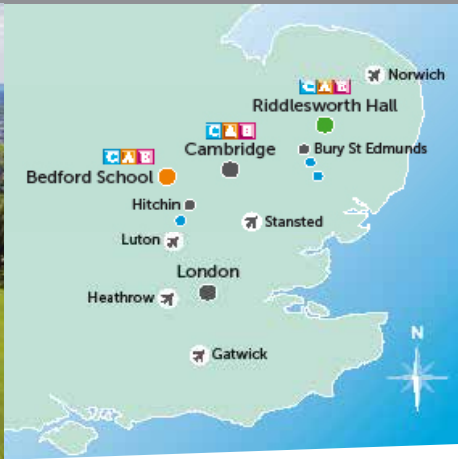 Norwich
CAE
Riddlesworth Hall
CAE
Cambridge
Bury St Edmunds
CAE
Bedford School
Hitchin
Stansted
Luton
London
Heathrow
Gatwick
N